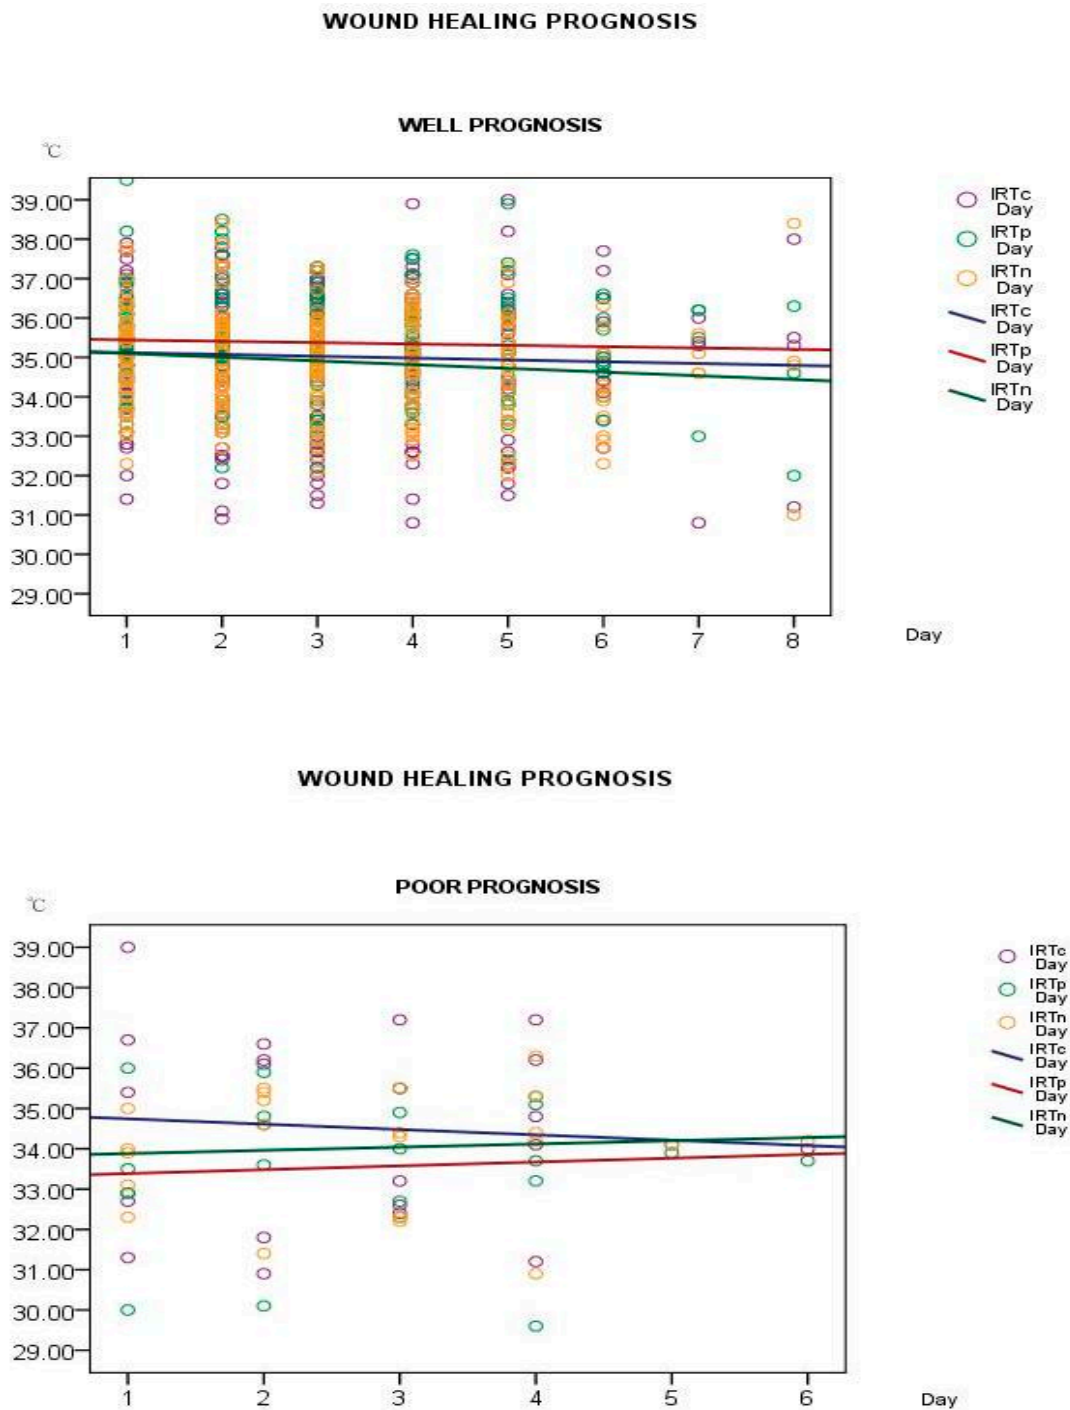 WOUND HEALING PROGNOSIS
WELL PROGNOSIS
°C
39.00
38.00
37.00
36.00
35.00
34.00
33.00
32.00
31.00
30.00
29.00
1 2 3 4 5 6 7 8
Day
IRTc
Day
IRTp
Day
IRTn
Day
IRTc
Day
IRTp
Day
IRTn
Day
WOUND HEALING PROGNOSIS
POOR PROGNOSIS
°C
39.00
38.00
37.00
36.00
35.00
34.00
33.00
32.00
31.00
30.00
29.00
1 2 3 4 5 6
Day
IRTc
Day
IRTp
Day
IRTn
Day
IRTc
Day
IRTp
Day
IRTn
Day